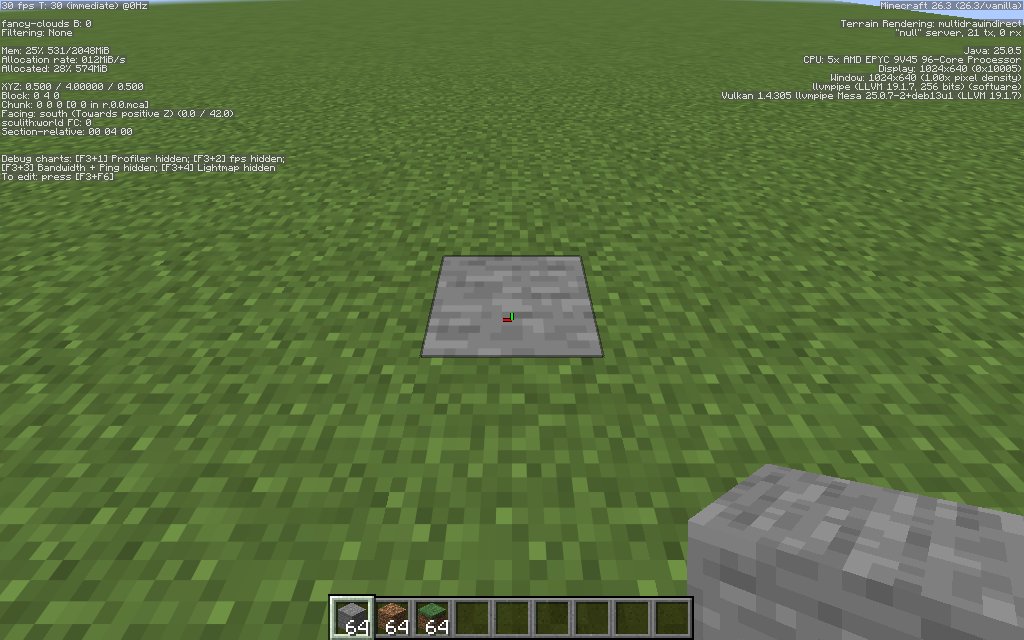 30 fps T: 30 (immediate) @0Hz
fancy-clouds B: 0
Filtering: None
Mem: 25% 531/2048MiB
Allocation rate: 012MiB/s
Allocated: 28% 574MiB
XYZ: 0.500 / 4.00000 / 0.500
Block: 0 4 0
Chunk: 0 0 0 [0 0 in r.0.0.mca]
Facing: south (Towards positive Z) (0.0 / 42.0)
sculith:world FC: 0
Section-relative: 00 04 00
Debug charts: [F3+1] Profiler hidden; [F3+2] fps hidden;
[F3+3] Bandwidth + Ping hidden; [F3+4] Lightmap hidden
To edit: press [F3+F6]
Minecraft 26.3 (26.3/vanilla)
Terrain Rendering: multidrawindirect
"null" server, 21 tx, 0 rx
Java: 25.0.5
CPU: 5x AMD EPYC 9V45 96-Core Processor
Display: 1024x640 (0x10005)
Window: 1024x640 (1.00x pixel density)
llvmpipe (LLVM 19.1.7, 256 bits) (software)
Vulkan 1.4.305 llvmpipe Mesa 25.0.7-2+deb13u1 (LLVM 19.1.7)
64 64 64